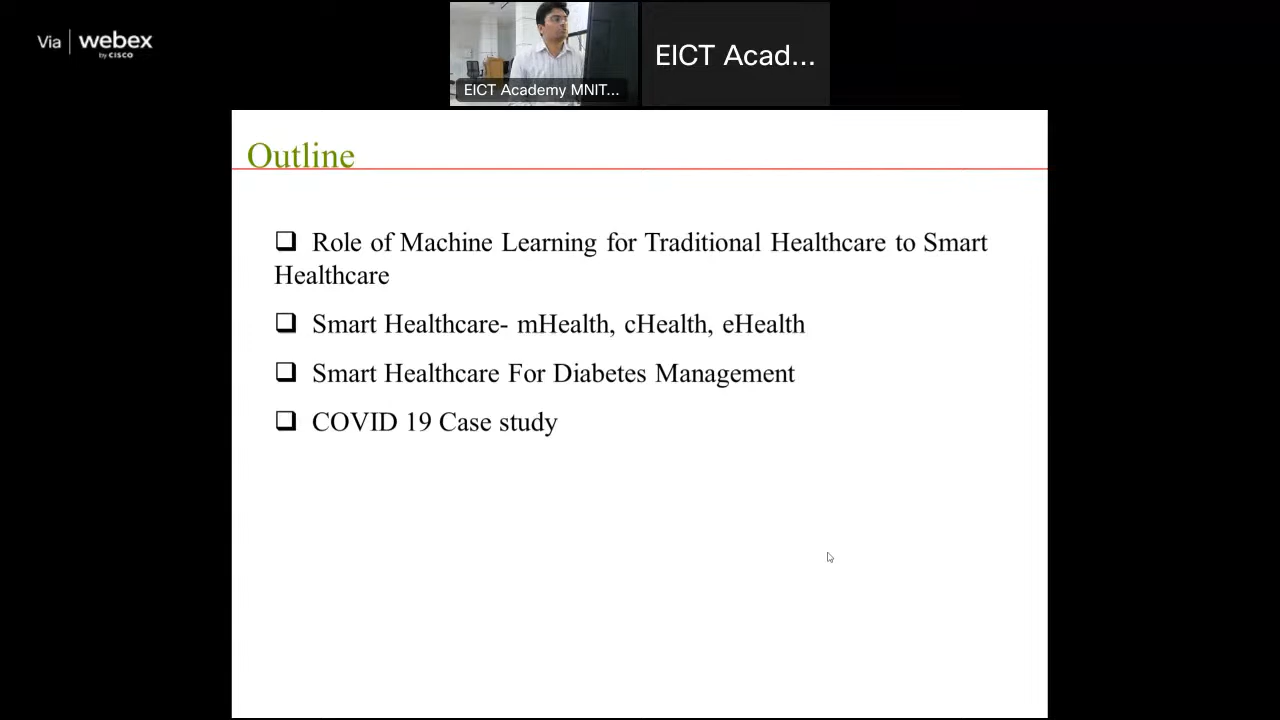 Via webex
by CISCO
EICT Academy MNIT...
EICT Acad...
Outline
Role of Machine Learning for Traditional Healthcare to Smart
Healthcare
Smart Healthcare- mHealth, cHealth, eHealth
Smart Healthcare For Diabetes Management
COVID 19 Case study